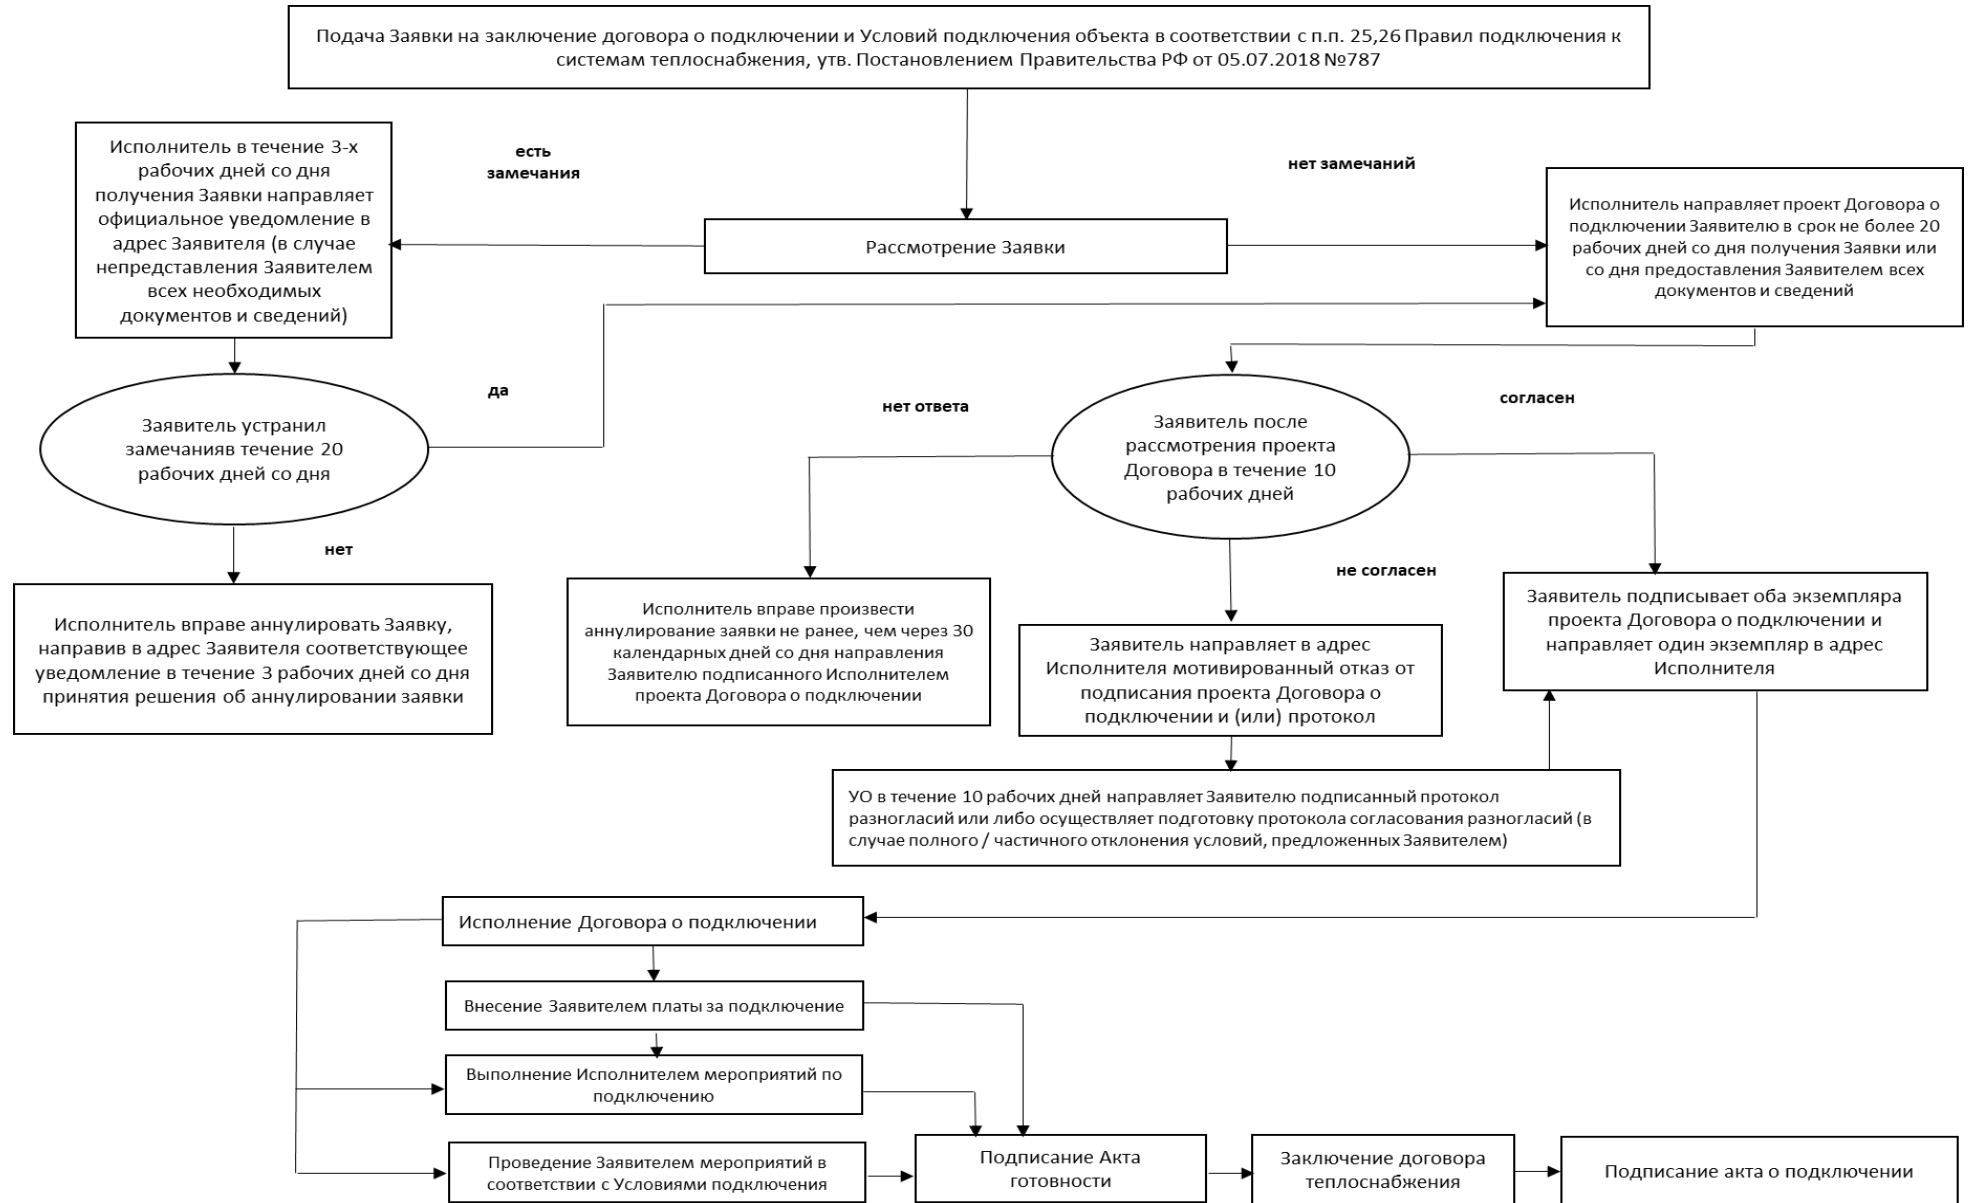 Подача Заявки на заключение договора о подключении и Условий подключения объекта в соответствии с п.п. 25,26 Правил подключения к
системам теплоснабжения, утв. Постановлением Правительства РФ от 05.07.2018 №787
Исполнитель в течение 3-х
рабочих дней со дня
получения Заявки направляет
официальное уведомление в
адрес Заявителя (в случае
непредставления Заявителем
всех необходимых
документов и сведений)
есть
замечания
Рассмотрение Заявки
нет замечаний
Исполнитель направляет проект Договора о
подключении Заявителю в срок не более 20
рабочих дней со дня получения Заявки или
со дня предоставления Заявителем всех
документов и сведений
Заявитель устранил
замечанияв течение 20
рабочих дней со дня
да
нет
Исполнитель вправе аннулировать Заявку,
направив в адрес Заявителя соответствующее
уведомление в течение 3 рабочих дней со дня
принятия решения об аннулировании заявки
нет ответа
Заявитель после
рассмотрения проекта
Договора в течение 10
рабочих дней
согласен
не согласен
Исполнитель вправе произвести
аннулирование заявки не ранее, чем через 30
календарных дней со дня направления
Заявителю подписанного Исполнителем
проекта Договора о подключении
Заявитель направляет в адрес
Исполнителя мотивированный отказ от
подписания проекта Договора о
подключении и (или) протокол
Заявитель подписывает оба экземпляра
проекта Договора о подключении и
направляет один экземпляр в адрес
Исполнителя
УО в течение 10 рабочих дней направляет Заявителю подписанный протокол
разногласий или либо осуществляет подготовку протокола согласования разногласий (в
случае полного / частичного отклонения условий, предложенных Заявителем)
Исполнение Договора о подключении
Внесение Заявителем платы за подключение
Выполнение Исполнителем мероприятий по
подключению
Проведение Заявителем мероприятий в
соответствии с Условиями подключения
Подписание Акта
готовности
Заключение договора
теплоснабжения
Подписание акта о подключении